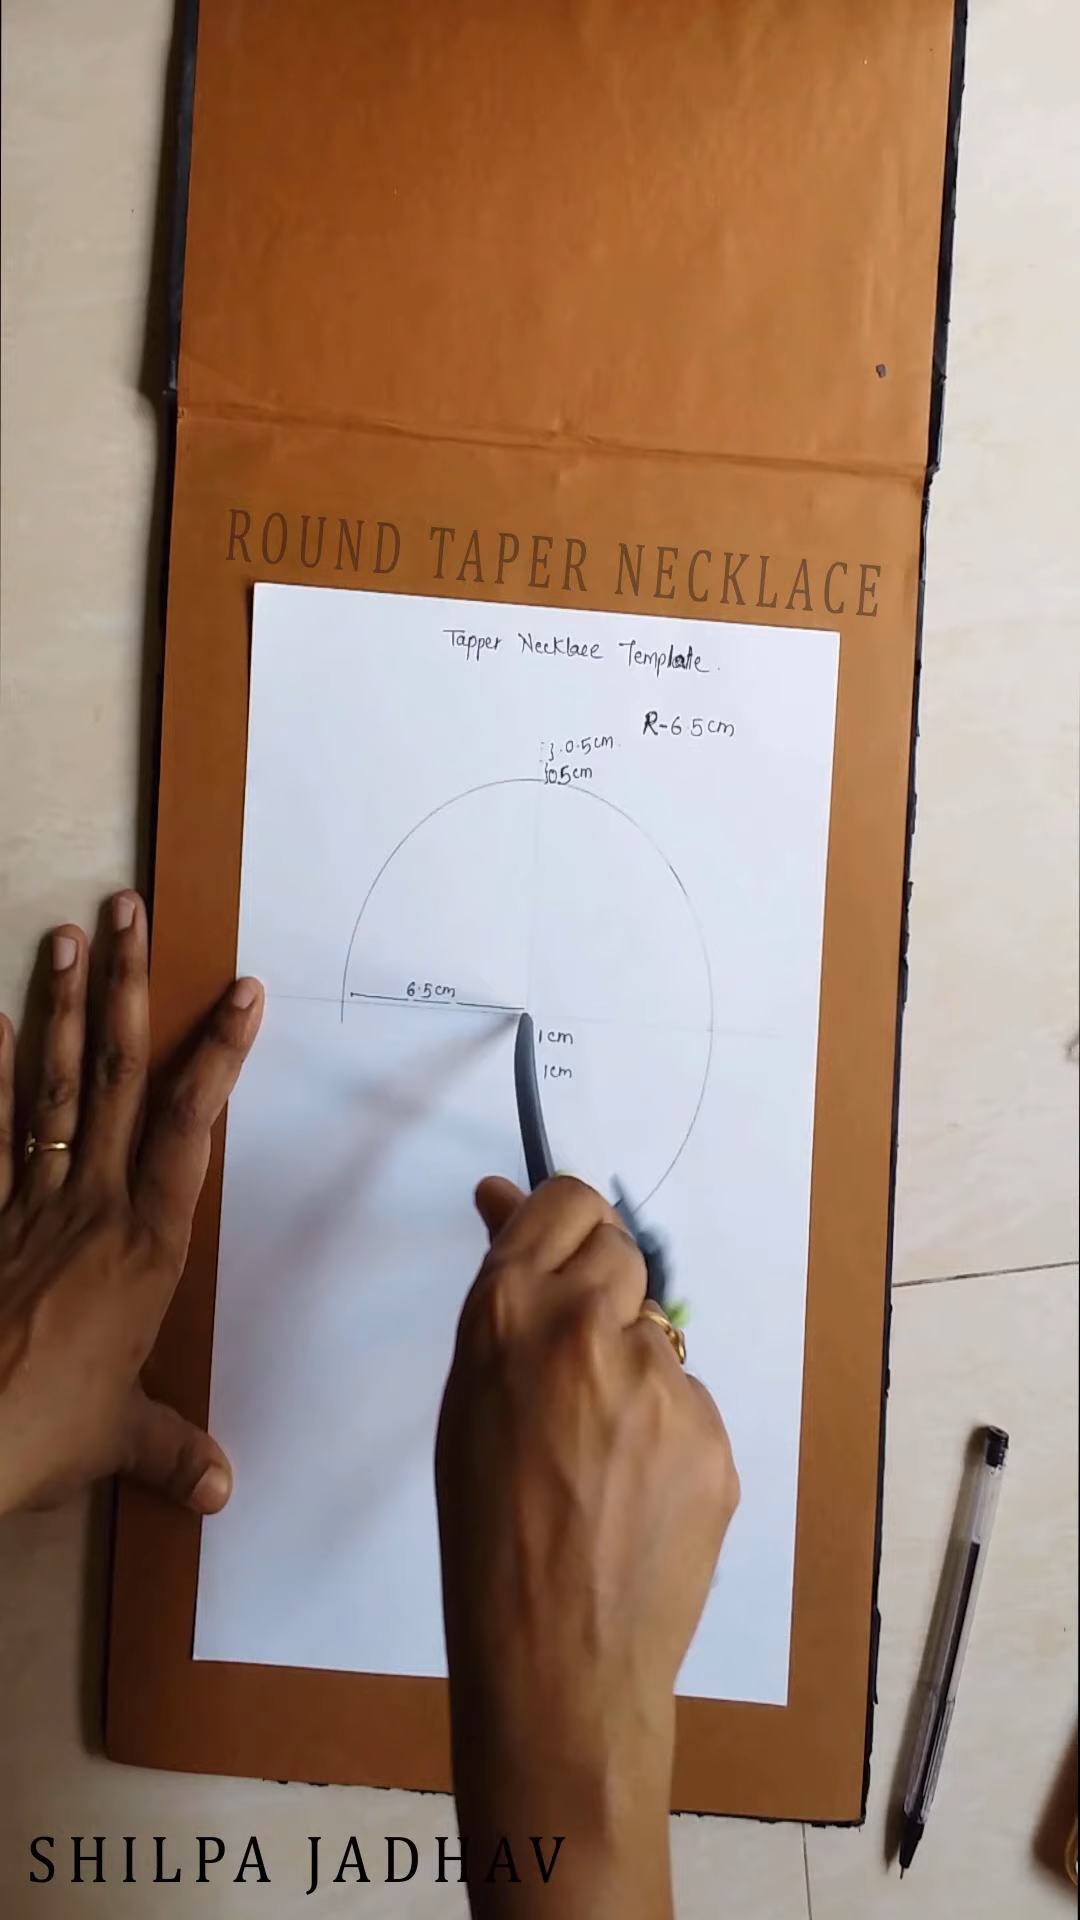 ROUND TAPER NECKLACE
Tapper Necklace Template.
R-6.5cm
}.0.5cm.
}0.5cm
6.5cm
1cm
1cm
SHILPA JADHAV